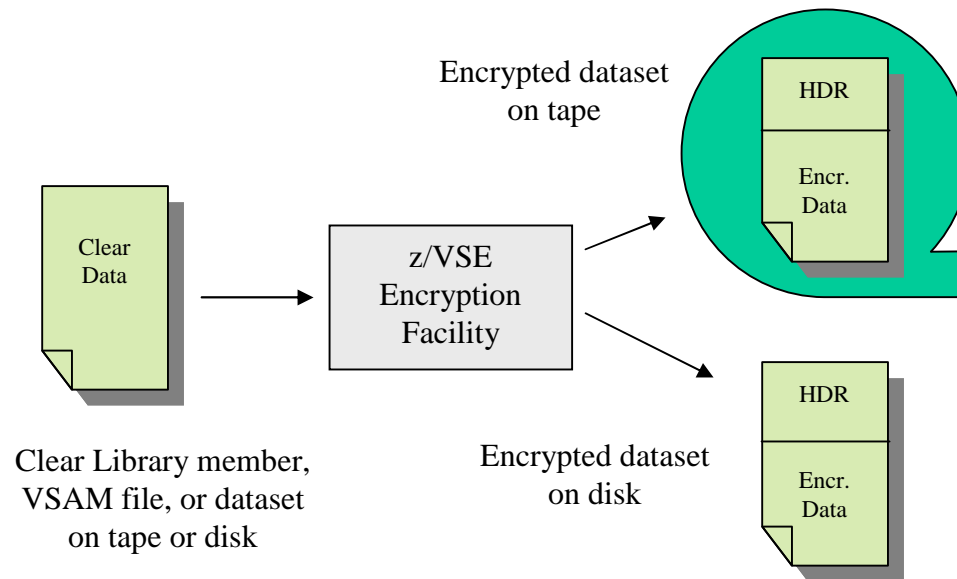 Clear
Data
Clear Library member,
VSAM file, or dataset
on tape or disk
z/VSE
Encryption
Facility
Encrypted dataset
on tape
HDR
Encr.
Data
Encrypted dataset
on disk
HDR
Encr.
Data